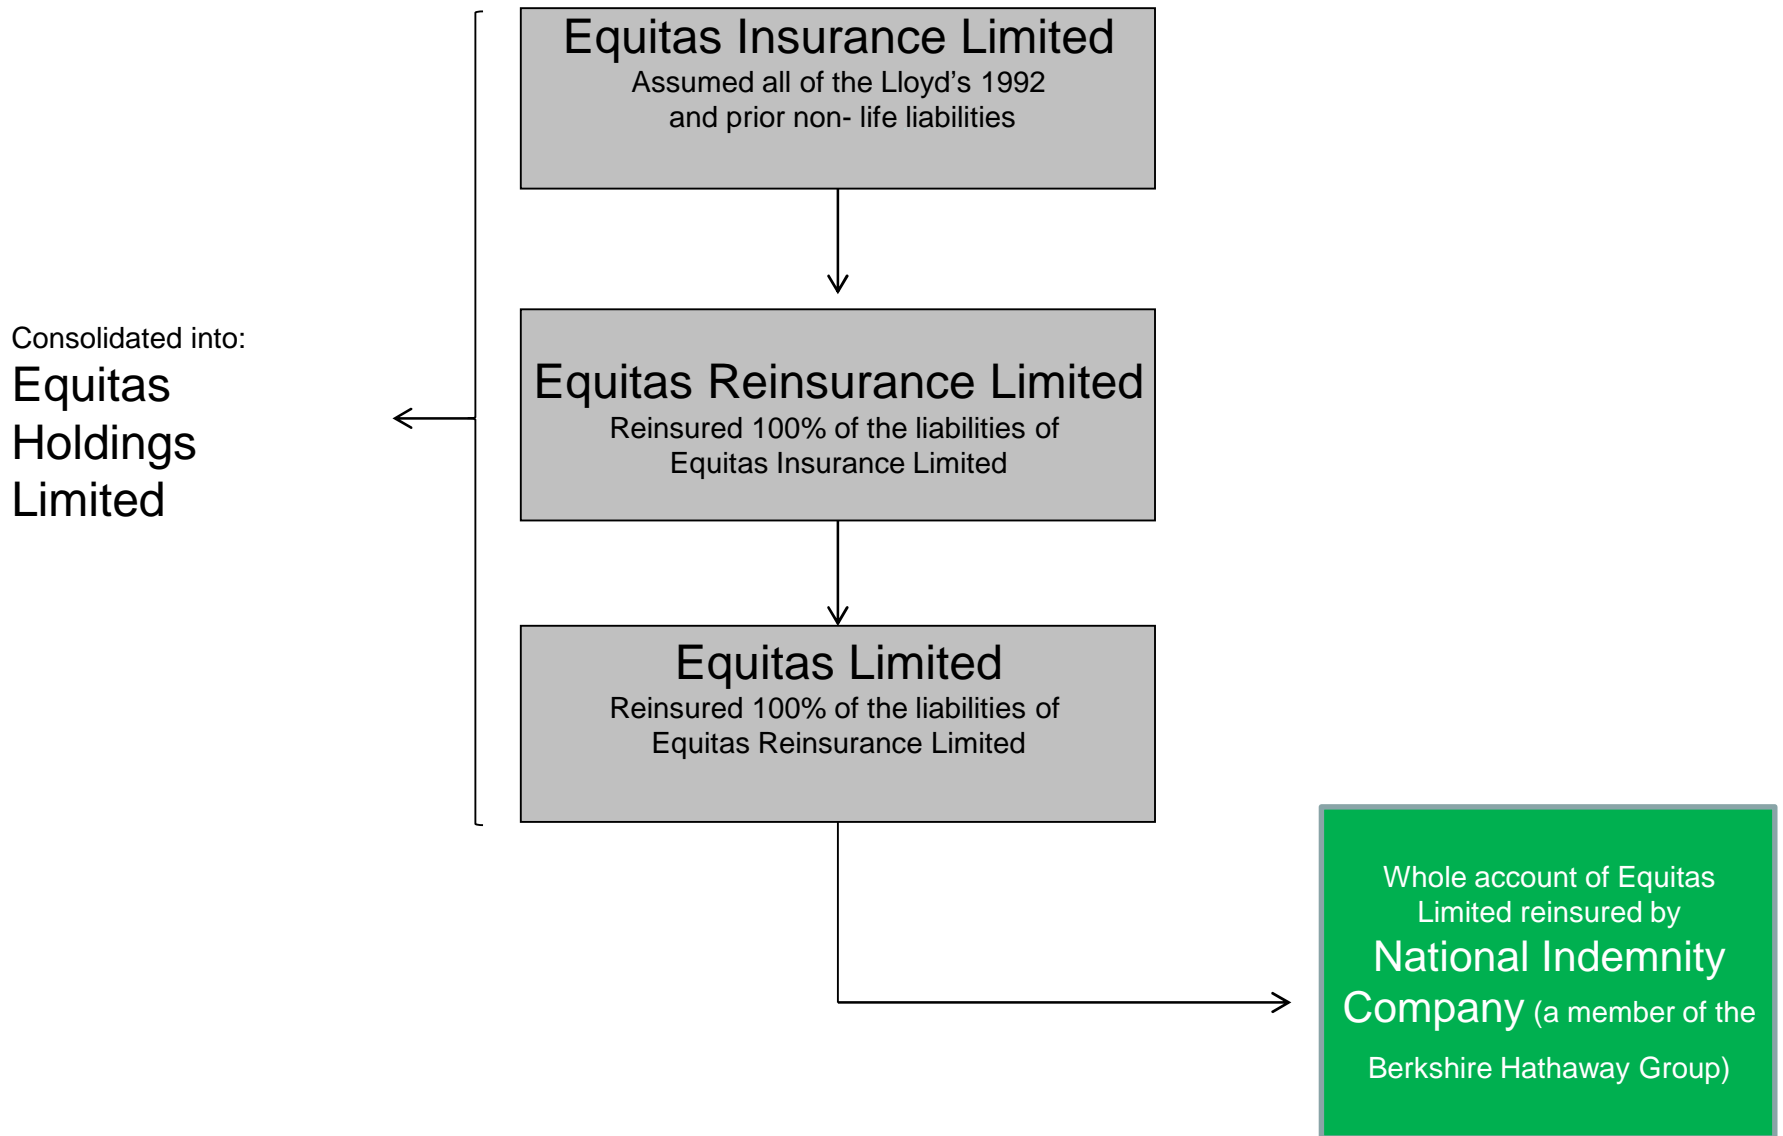 Equitas Insurance Limited
Assumed all of the Lloyd's 1992
and prior non- life liabilities
Consolidated into:
Equitas
Holdings
Limited
Equitas Reinsurance Limited
Reinsured 100% of the liabilities of
Equitas Insurance Limited
Equitas Limited
Reinsured 100% of the liabilities of
Equitas Reinsurance Limited
Whole account of Equitas
Limited reinsured by
National Indemnity
Company (a member of the
Berkshire Hathaway Group)